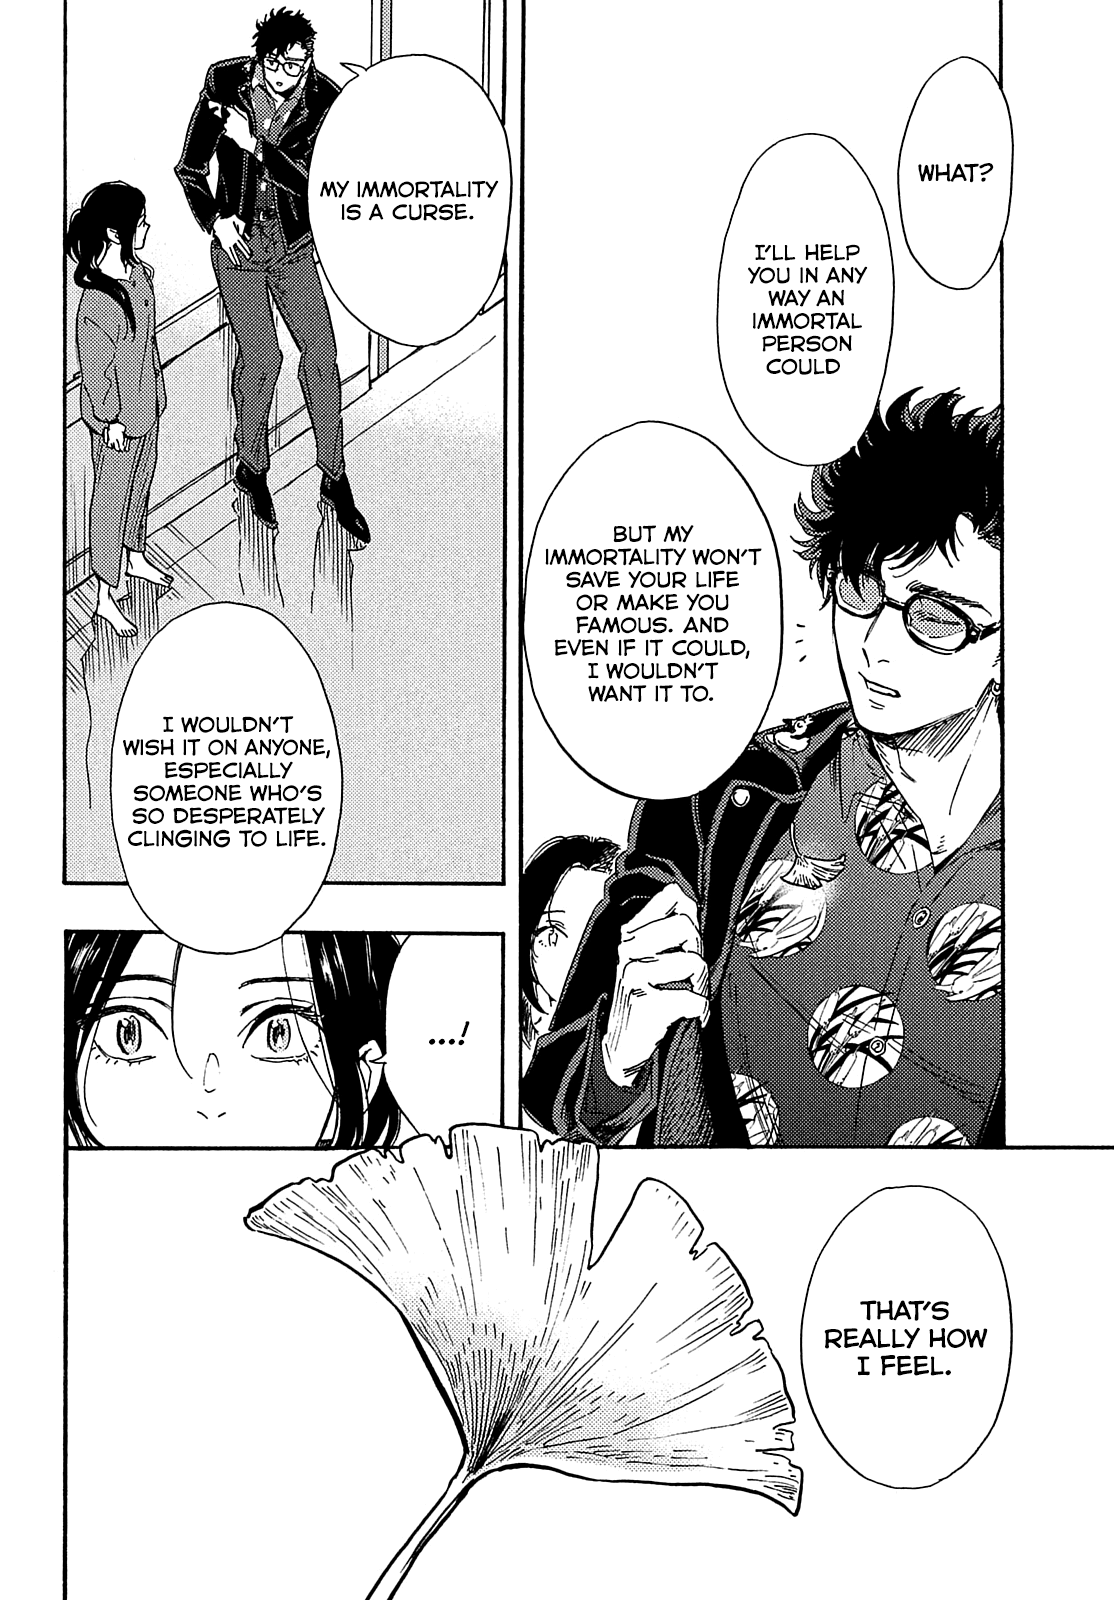 WHAT?
I'LL HELP
YOU IN ANY
WAY AN
IMMORTAL
PERSON
COULD
BUT MY
IMMORTALITY WON'T
SAVE YOUR LIFE
OR MAKE YOU
FAMOUS. AND
EVEN IF IT COULD,
I WOULDN'T
WANT IT TO.
MY IMMORTALITY
IS A CURSE.
I WOULDN'T
WISH IT ON ANYONE,
ESPECIALLY
SOMEONE WHO'S
SO DESPERATELY
CLINGING TO LIFE.
...!
THAT'S
REALLY HOW
I FEEL.